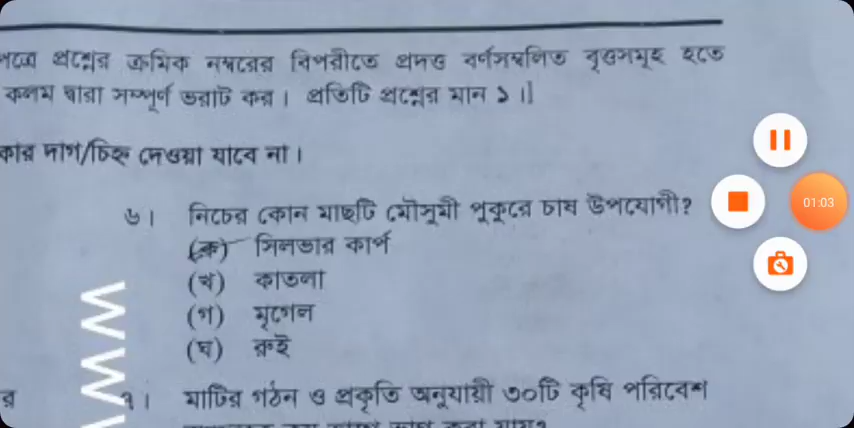 প্রশ্নের ক্রমিক নম্বরের বিপরীতে প্রদত্ত বর্ণসম্বলিত বৃত্তসমূহ হতে
কলম দ্বারা সম্পূর্ণ ভরাট কর। প্রতিটি প্রশ্নের মান ১।]
কার দাগ/চিহ্ন দেওয়া যাবে না।
৬। নিচের কোন মাছটি মৌসুমী পুকুরে চাষ উপযোগী?
(ক) সিলভার কার্প
(খ) কাতলা
(গ) মৃগেল
(ঘ) রুই
র
৭। মাটির গঠন ও প্রকৃতি অনুযায়ী ৩০টি কৃষি পরিবেশ
WW
01:03